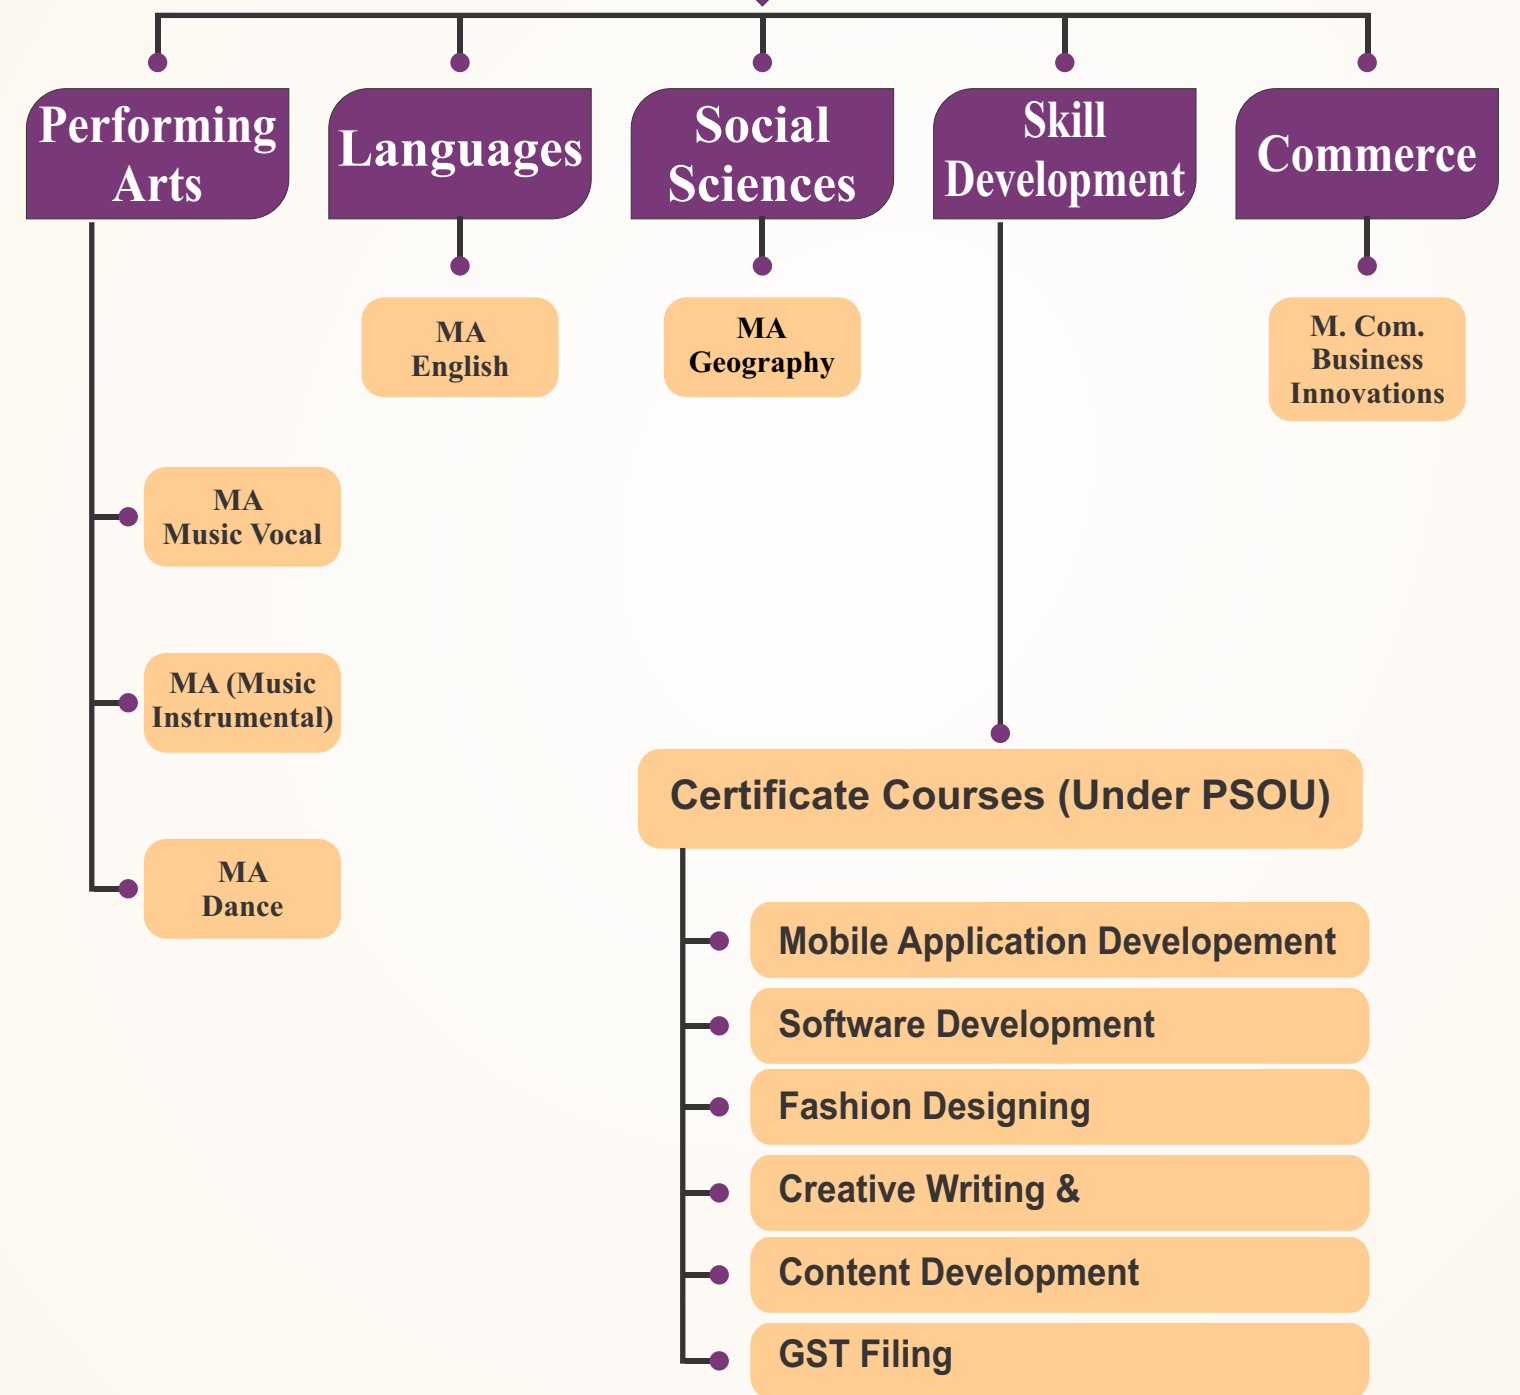 Performing
Arts
Languages
Social
Sciences
Skill
Development
Commerce
MA
English
MA
Geography
M. Com.
Business
Innovations
MA
Music Vocal
MA (Music
Instrumental)
MA
Dance
Certificate Courses (Under PSOU)
Mobile Application Developement
Software Development
Fashion Designing
Creative Writing &
Content Development
GST Filing